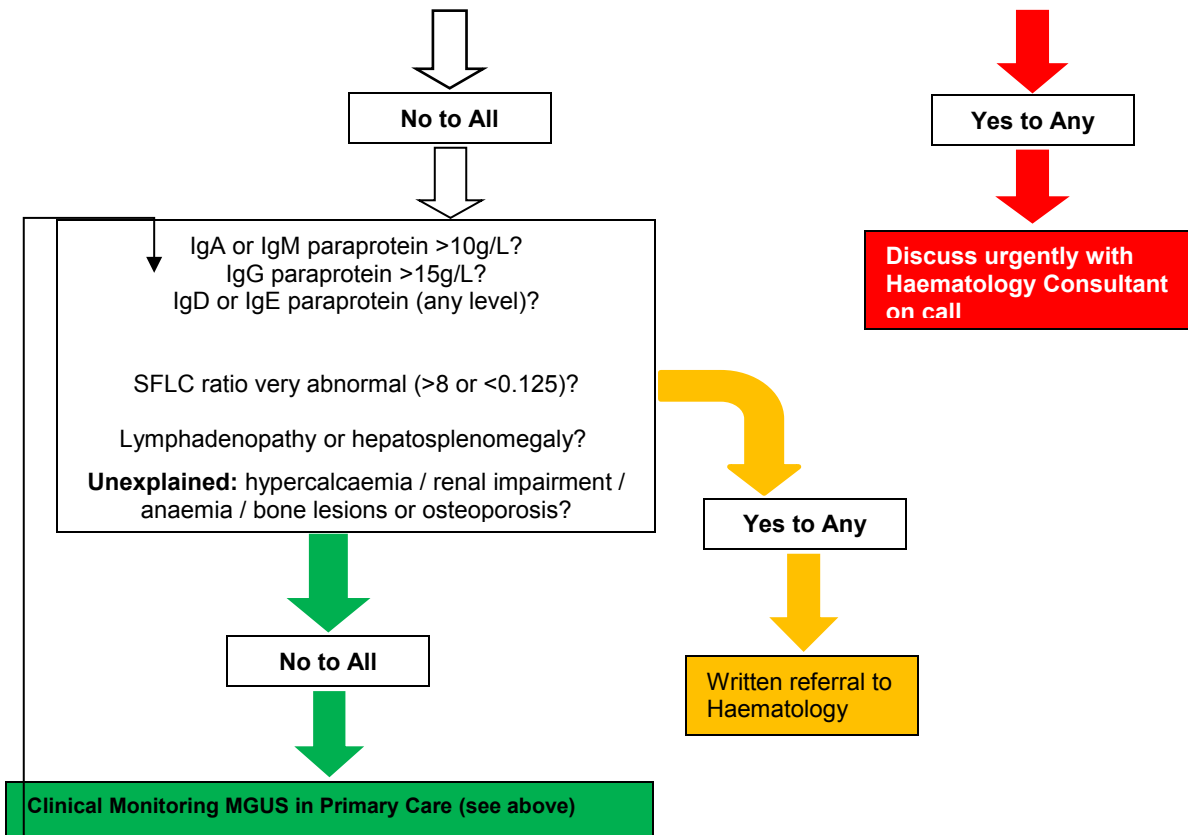 No to All
Yes to Any
IgA or IgM paraprotein >10g/L?
IgG paraprotein >15g/L?
IgD or IgE paraprotein (any level)?
SFLC ratio very abnormal (>8 or <0.125)?
Lymphadenopathy or hepatosplenomegaly?
Unexplained: hypercalcaemia / renal impairment /
anaemia / bone lesions or osteoporosis?
Discuss urgently with
Haematology Consultant
on call
Yes to Any
No to All
Written referral to
Haematology
Clinical Monitoring MGUS in Primary Care (see above)